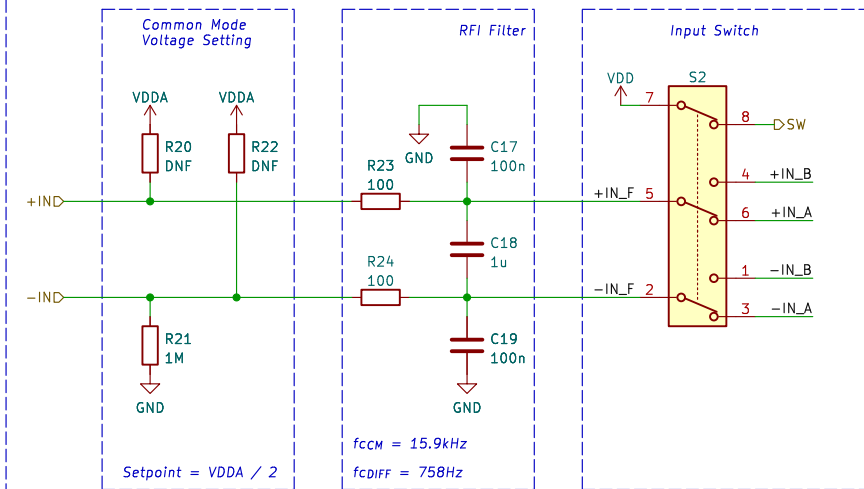 Common Mode
Voltage Setting
RFI Filter
Input Switch
VDDA
VDDA
VDD
S2
7
8
SW
R20
DNF
R22
DNF
GND
C17
100n
R23
100
+IN
+IN_F
5
4
+IN_B
6
+IN_A
C18
1u
R24
100
-IN
-IN_F
2
1
-IN_B
3
-IN_A
R21
1M
C19
100n
GND
GND
fcCM = 15.9kHz
Setpoint = VDDA / 2
fcDIFF = 758Hz